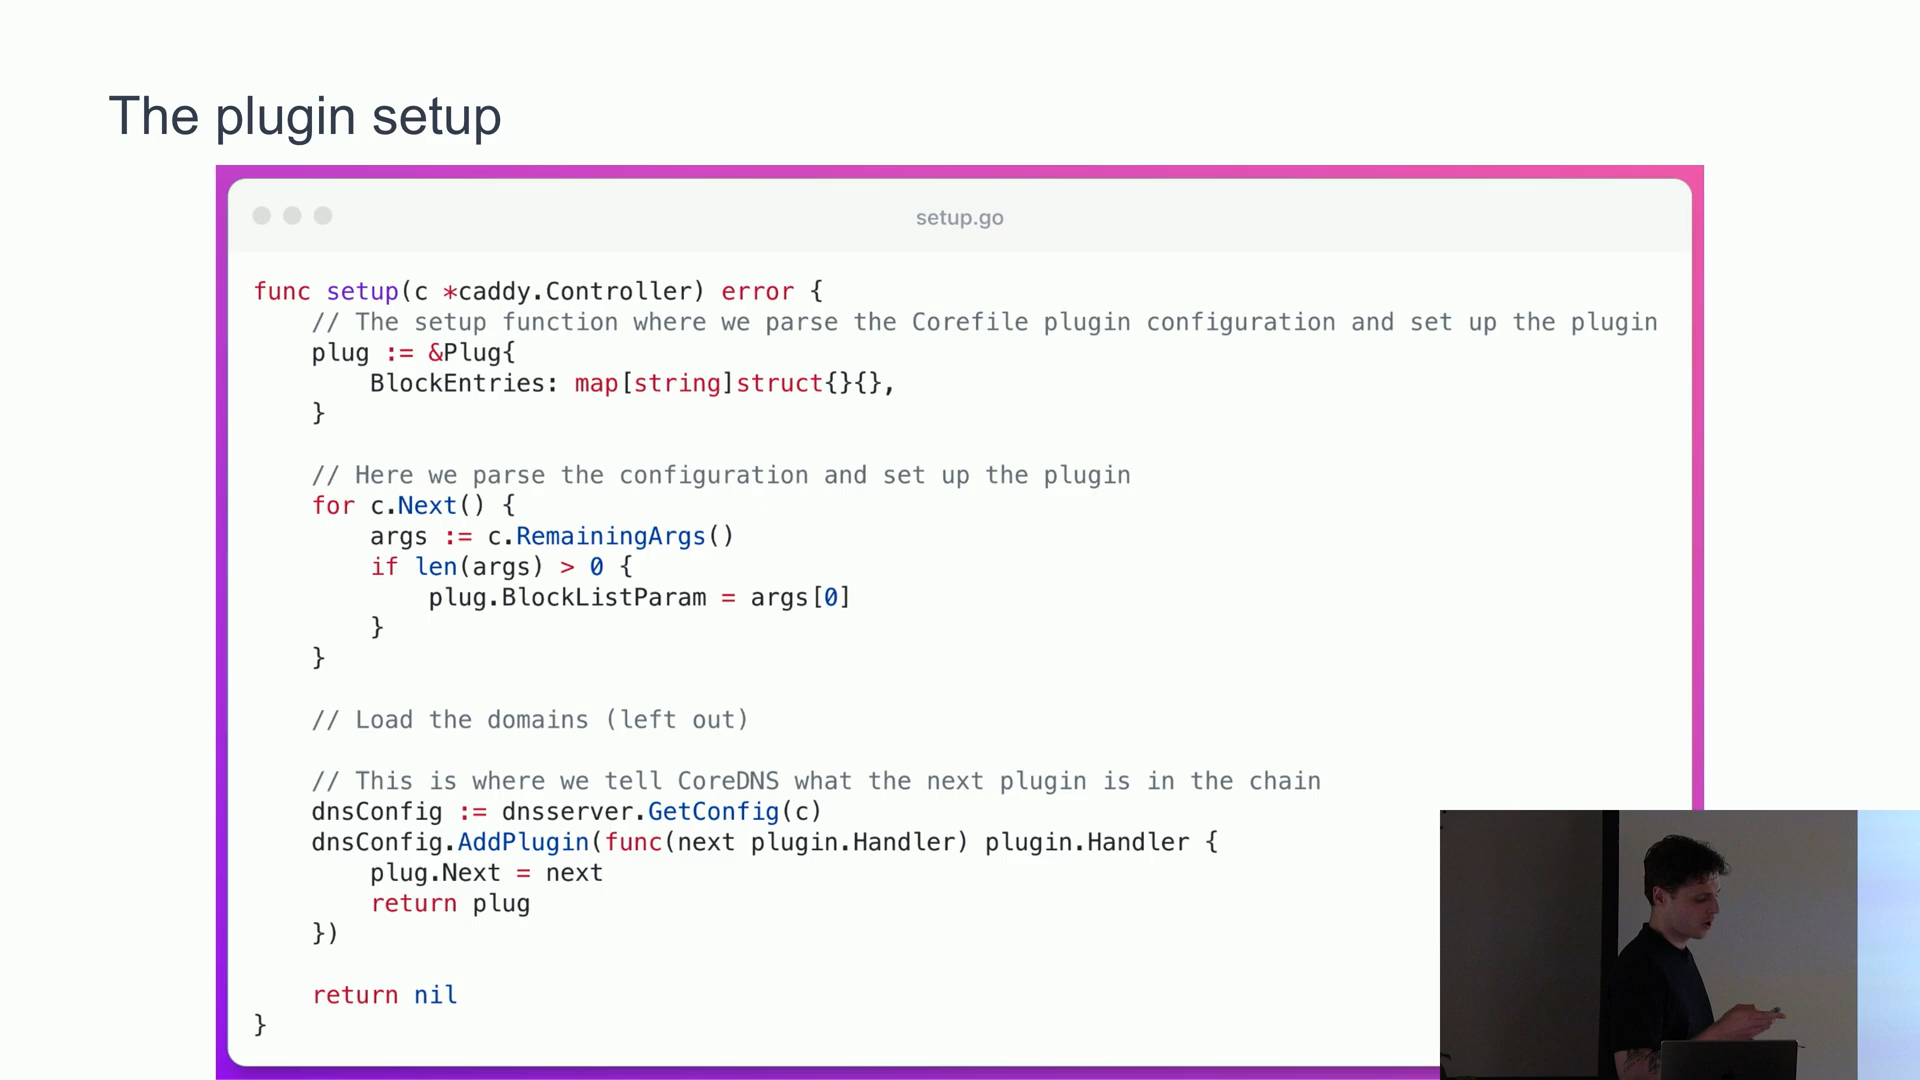 The plugin setup
setup.go
func setup(c *caddy.Controller) error {
    // The setup function where we parse the Corefile plugin configuration and set up the plugin
    plug := &Plug{
        BlockEntries: map[string]struct{}{},
    }

    // Here we parse the configuration and set up the plugin
    for c.Next() {
        args := c.RemainingArgs()
        if len(args) > 0 {
            plug.BlockListParam = args[0]
        }
    }

    // Load the domains (left out)

    // This is where we tell CoreDNS what the next plugin is in the chain
    dnsConfig := dnsserver.GetConfig(c)
    dnsConfig.AddPlugin(func(next plugin.Handler) plugin.Handler {
        plug.Next = next
        return plug
    })

    return nil
}